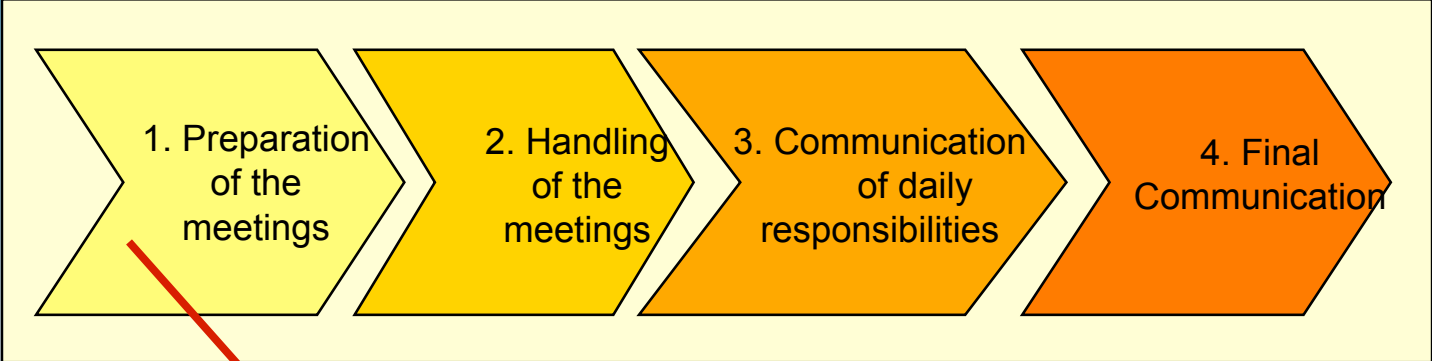 1. Preparation
of the
meetings
2. Handling
of the
meetings
3. Communication
of daily
responsibilities
4. Final
Communication